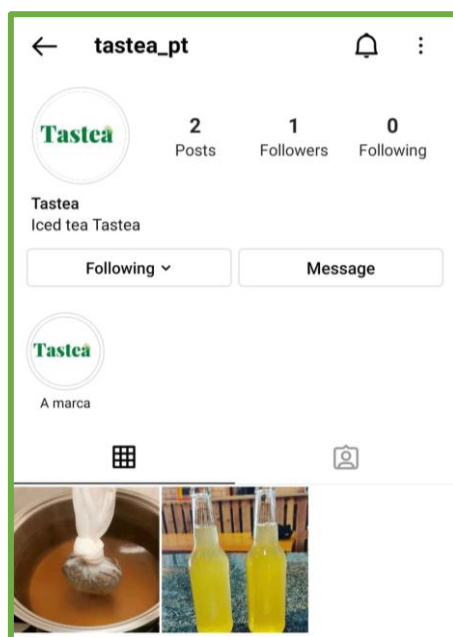 tastea_pt
Tastea
2
Posts
1
Followers
0
Following
Tastea
Iced tea Tastea
Following
Message
Tastea
A marca